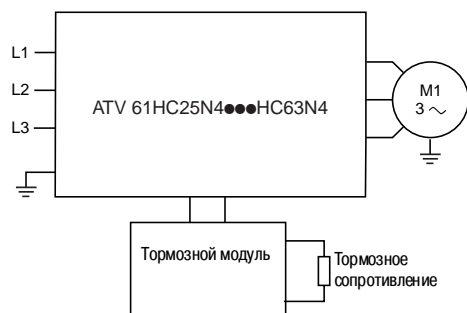 L1
L2
L3
ATV 61HC25N4●●●HC63N4
M1
3 ~
Тормозной модуль
Тормозное
сопротивление